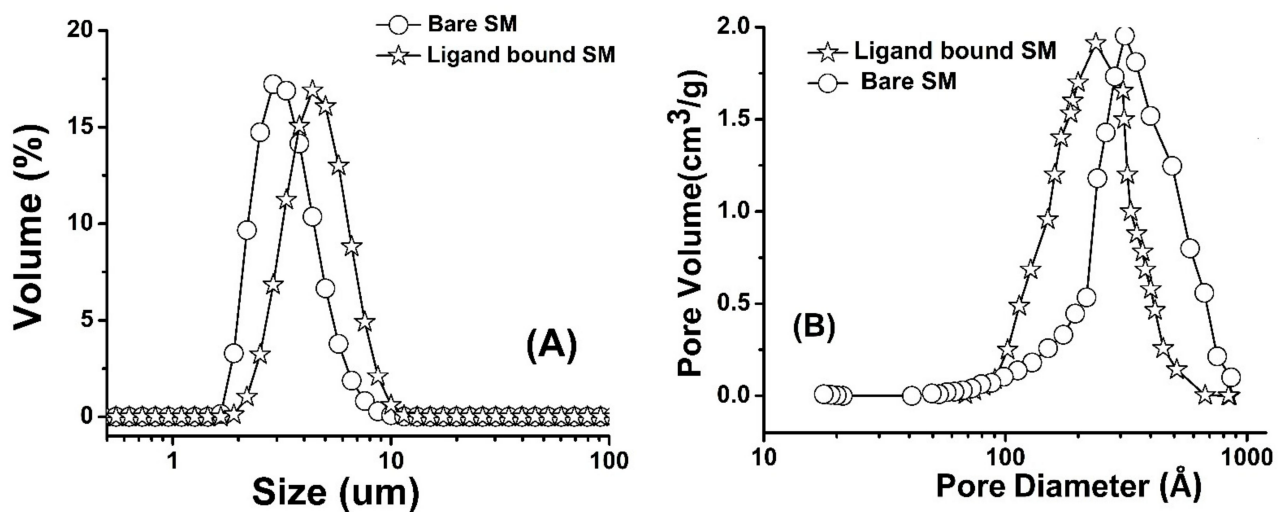 Bare SM
Ligand bound SM
20
15
10
5
0
Volume (%)
(A)
1
10
100
Size (um)
Ligand bound SM
Bare SM
2.0
1.5
1.0
0.5
0.0
Pore Volume(cm³/g)
(B)
10
100
1000
Pore Diameter (Å)